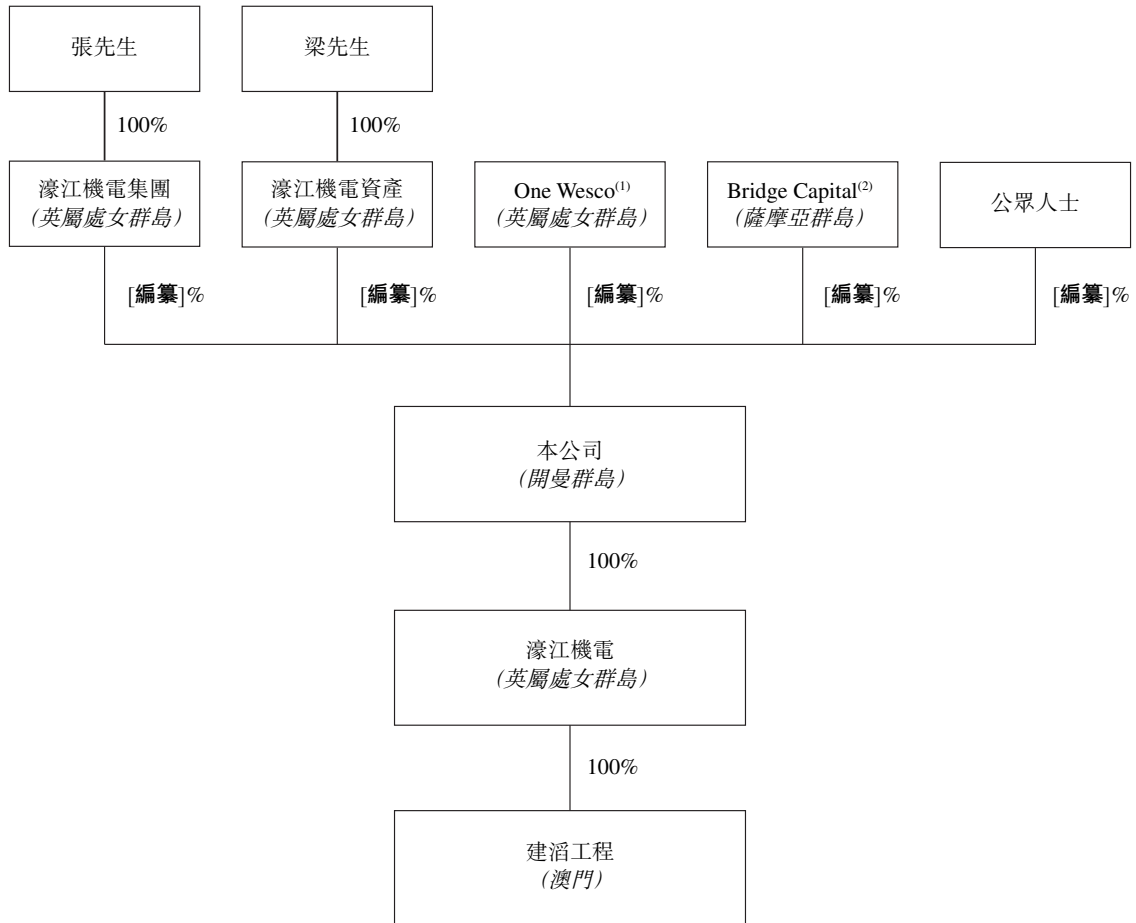 張先生
梁先生
100%
100%
濠江機電集團
(英屬處女群島)
濠江機電資產
(英屬處女群島)
One Wesco(1)
(英屬處女群島)
Bridge Capital(2)
(薩摩亞群島)
公眾人士
[編纂]%
[編纂]%
[編纂]%
[編纂]%
[編纂]%
本公司
(開曼群島)
100%
濠江機電
(英屬處女群島)
100%
建滔工程
(澳門)